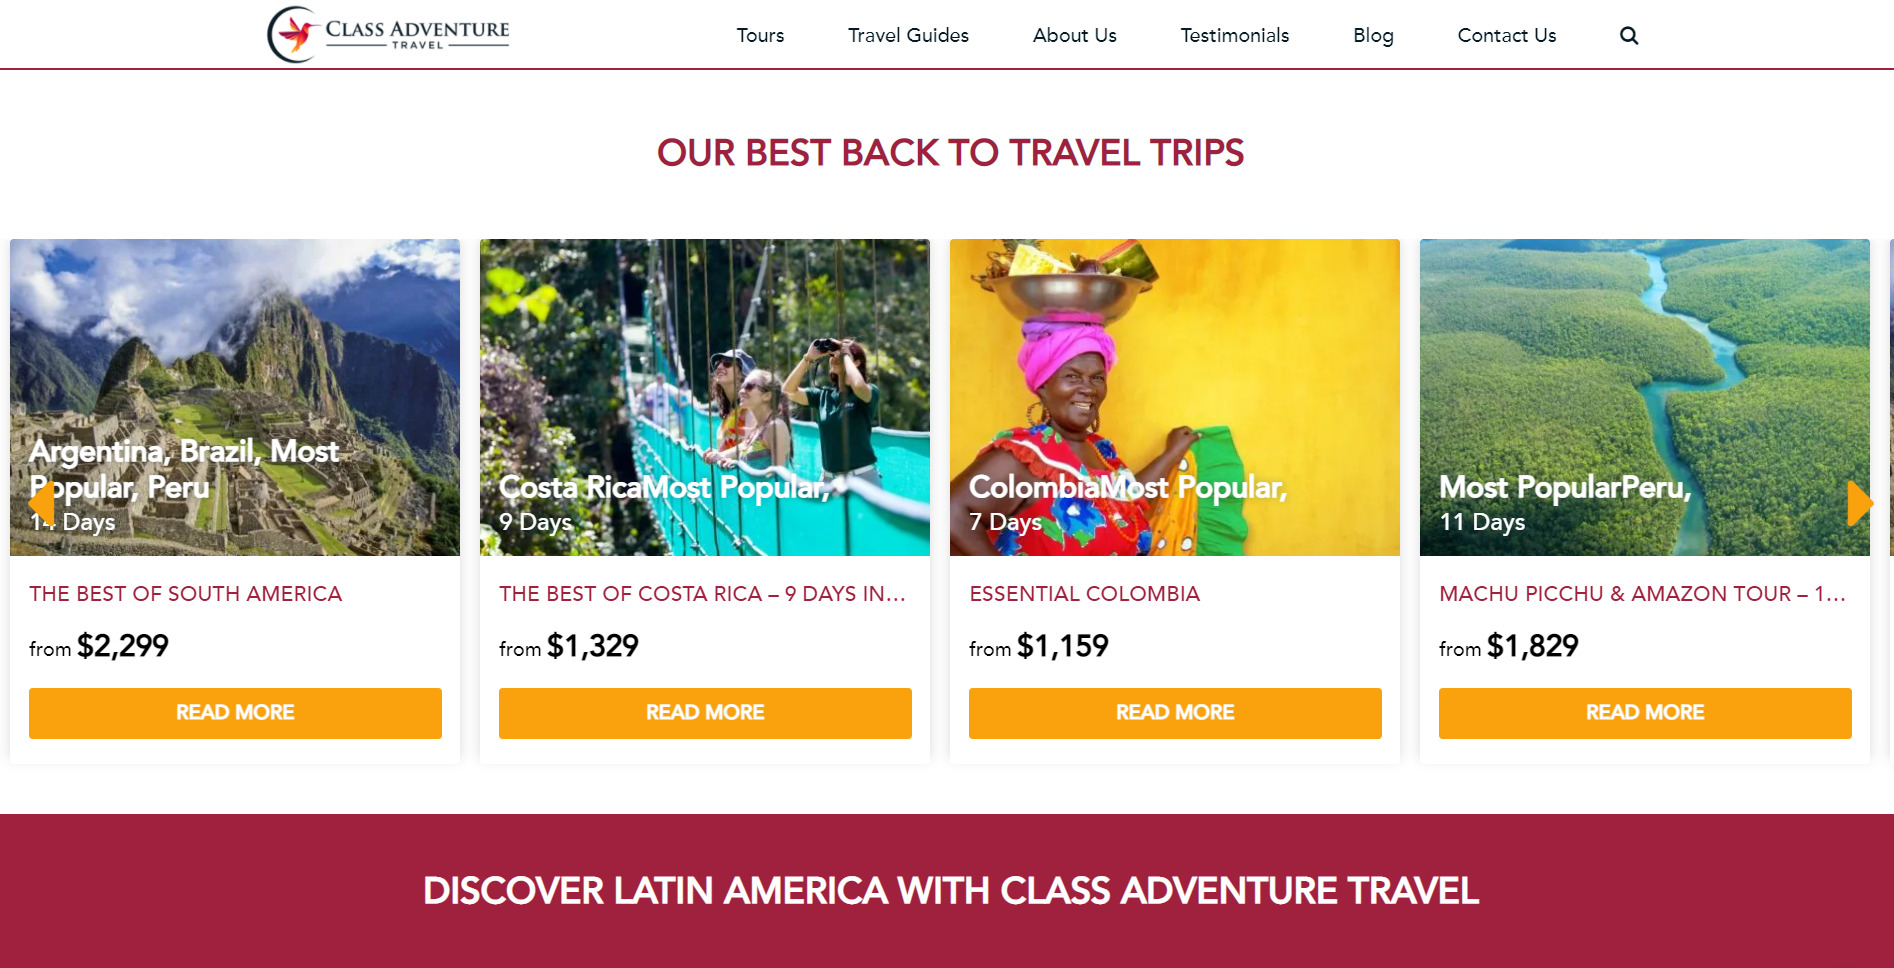 CLASS ADVENTURE
TRAVEL
Tours
Travel Guides
About Us
Testimonials
Blog
Contact Us
OUR BEST BACK TO TRAVEL TRIPS
Argentina, Brazil, Most
Popular, Peru
14 Days
THE BEST OF SOUTH AMERICA
from $2,299
READ MORE
Costa RicaMost Popular,
9 Days
THE BEST OF COSTA RICA – 9 DAYS IN...
from $1,329
READ MORE
ColombiaMost Popular,
7 Days
ESSENTIAL COLOMBIA
from $1,159
READ MORE
Most PopularPeru,
11 Days
MACHU PICCHU & AMAZON TOUR – 1...
from $1,829
READ MORE
DISCOVER LATIN AMERICA WITH CLASS ADVENTURE TRAVEL